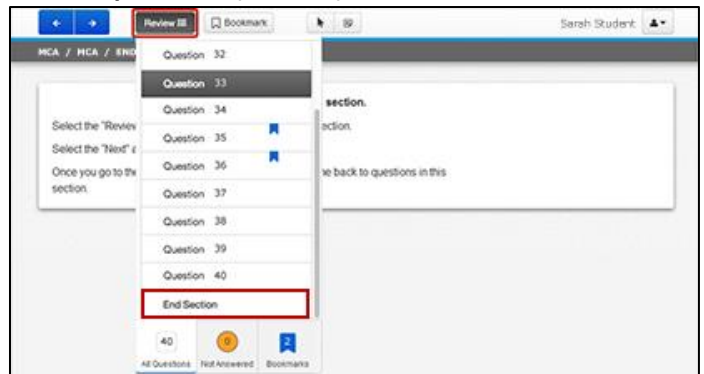 Review Bookmark Sarah Student
MCA / MCA / END
Question 32
Question 33
Question 34
section.
Select the "Review
ection.
Question 35
Select the "Next" a
Question 36
Once you go to the
ne back to questions in this
section.
Question 37
Question 38
Question 39
Question 40
End Section
40 0 2
All Questions Not Answered Bookmarks